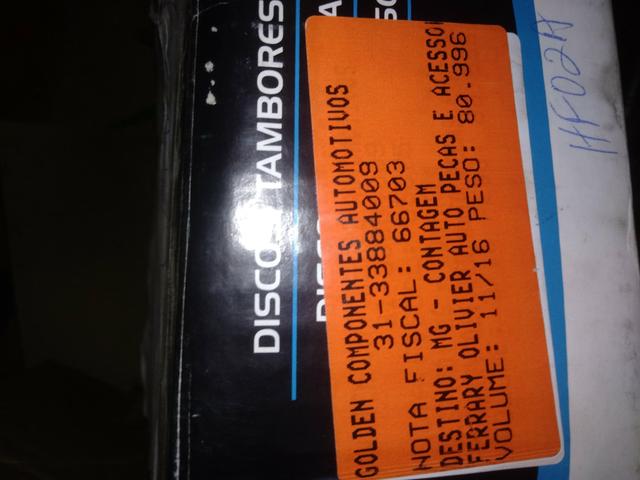 DISCOS TAMBORES
GOLDEN COMPONENTES AUTOMOTIVOS
31-33884009
NOTA FISCAL: 66703
DESTINO: MG - CONTAGEM
FERRARY OLIVIER AUTO PECAS E ACESSO
VOLUME: 11/16 PESO: 80.996
HF02A